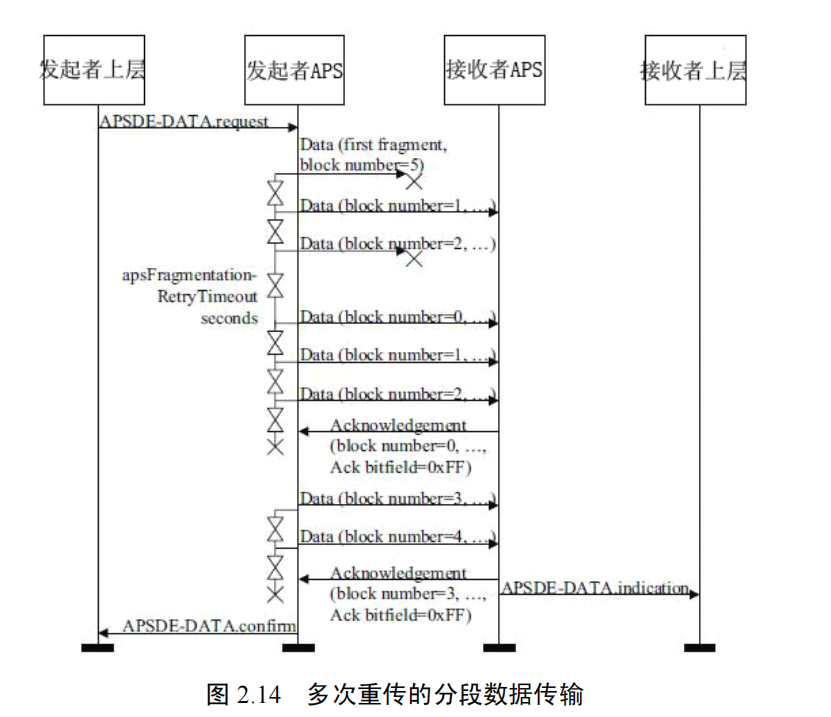 发起者上层
发起者APS
接收者APS
接收者上层
APSDE-DATA.request
Data (first fragment,
block number=5)
Data (block number=1, …)
Data (block number=2, …)
apsFragmentation-
RetryTimeout
seconds
Data (block number=0, …)
Data (block number=1, …)
Data (block number=2, …)
Acknowledgement
(block number=0, …,
Ack bitfield=0xFF)
Data (block number=3, …)
Data (block number=4, …)
Acknowledgement
(block number=3, …,
Ack bitfield=0xFF)
APSDE-DATA.indication
APSDE-DATA.confirm
图 2.14 多次重传的分段数据传输